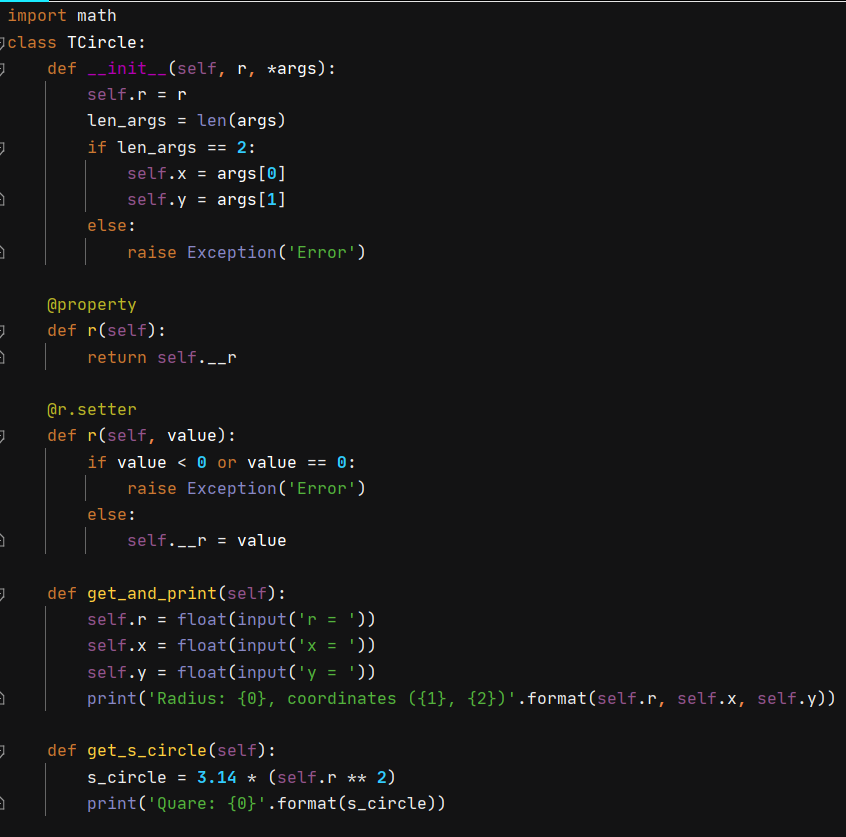 import math
class TCircle:
    def __init__(self, r, *args):
        self.r = r
        len_args = len(args)
        if len_args == 2:
            self.x = args[0]
            self.y = args[1]
        else:
            raise Exception('Error')

    @property
    def r(self):
        return self.__r

    @r.setter
    def r(self, value):
        if value < 0 or value == 0:
            raise Exception('Error')
        else:
            self.__r = value

    def get_and_print(self):
        self.r = float(input('r = '))
        self.x = float(input('x = '))
        self.y = float(input('y = '))
        print('Radius: {0}, coordinates ({1}, {2})'.format(self.r, self.x, self.y))

    def get_s_circle(self):
        s_circle = 3.14 * (self.r ** 2)
        print('Quare: {0}'.format(s_circle))